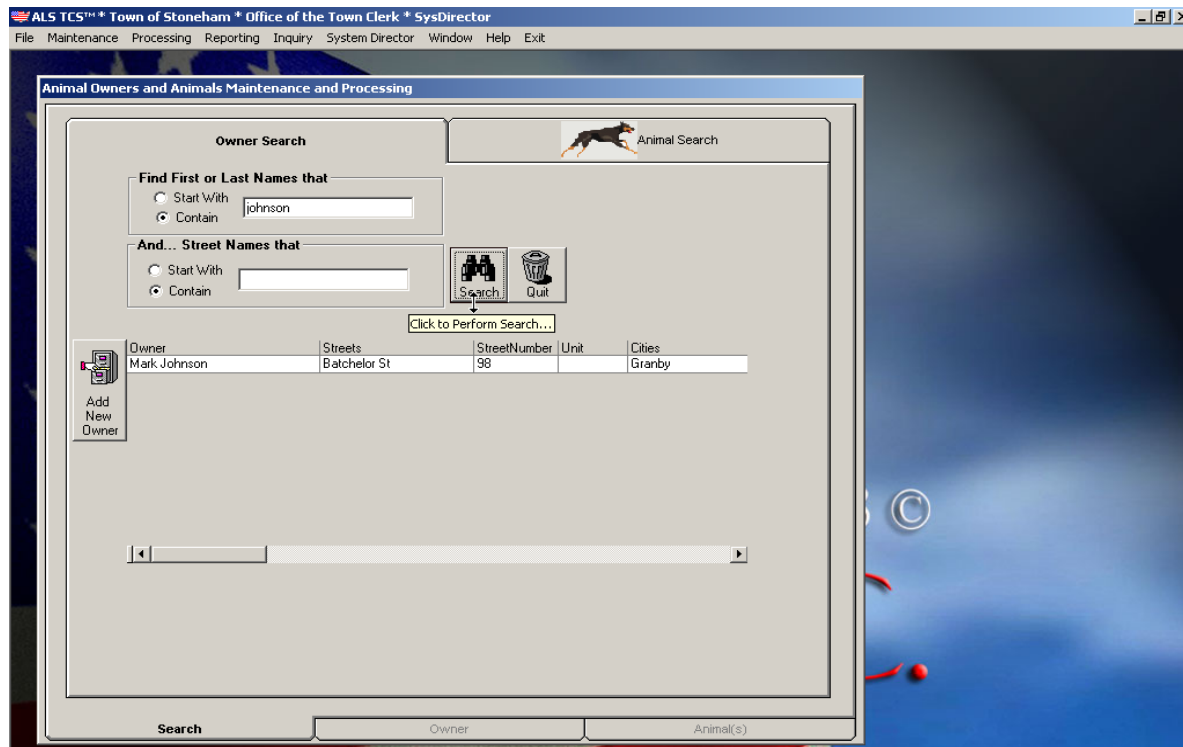 ALS TCS™ * Town of Stoneham * Office of the Town Clerk * SysDirector
File Maintenance Processing Reporting Inquiry System Director Window Help Exit
Animal Owners and Animals Maintenance and Processing
Owner Search
Animal Search
Find First or Last Names that
Start With
Contain
johnson
And... Street Names that
Start With
Contain
Search
Quit
Click to Perform Search...
Add
New
Owner
Owner Streets StreetNumber Unit Cities
Mark Johnson Batchelor St 98 Granby
©
Search Owner Animal(s)